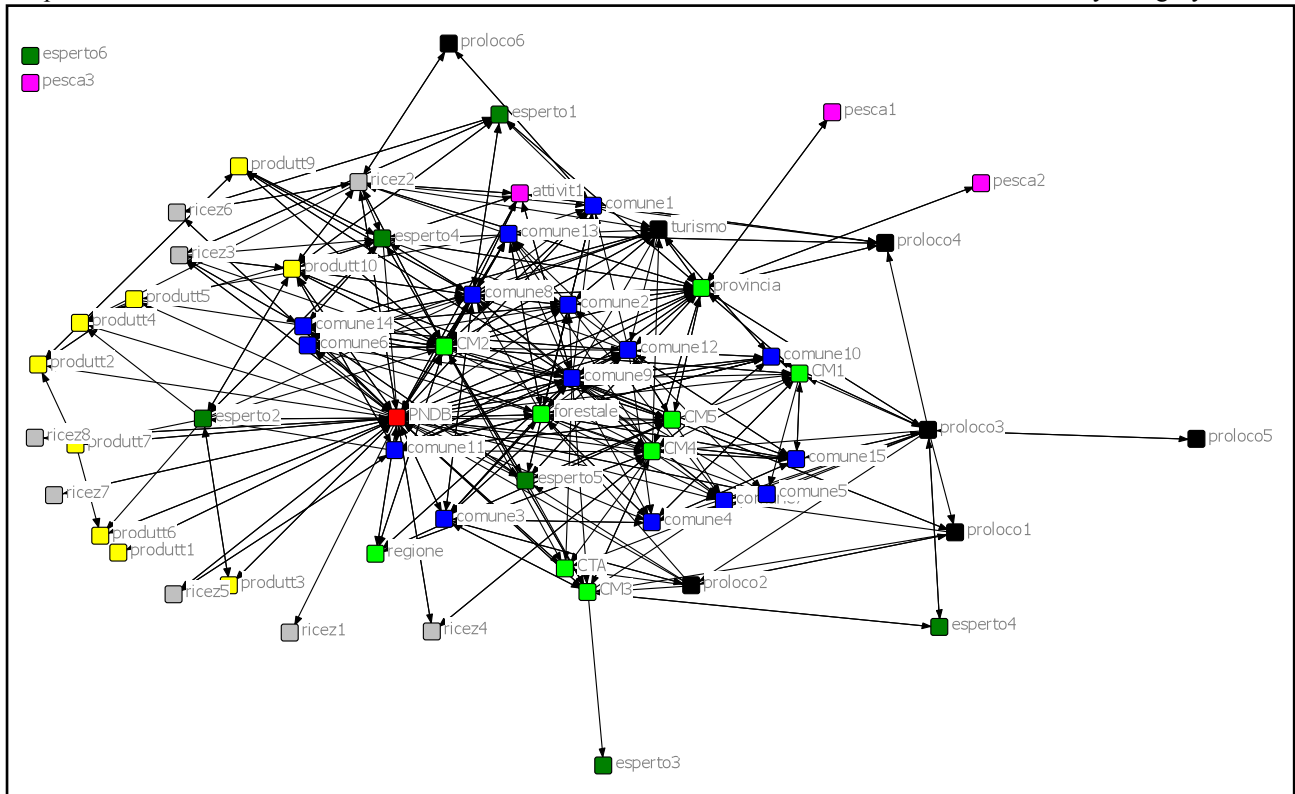 proloco6
esperto6
pesca3
esperto1
pesca1
produtt9
ricez2
pesca2
attivit1
comune1
ricez6
turismo
comune13
esperto4
proloco4
ricez3
produtt10
provincia
comune8
produtt5
comune2
produtt4
comune14
comune6
CM2
comune12
comune10
produtt2
CM1
comune9
esperto2
PNDB
forestale
CM5
proloco3
ricez8
produtt7
proloco5
comune11
CM4
comune15
esperto5
ricez7
comune5
comune3
comune4
produtt6
proloco1
produtt1
regione
CTA
produtt3
proloco2
ricez5
CM3
ricez1
ricez4
esperto4
esperto3